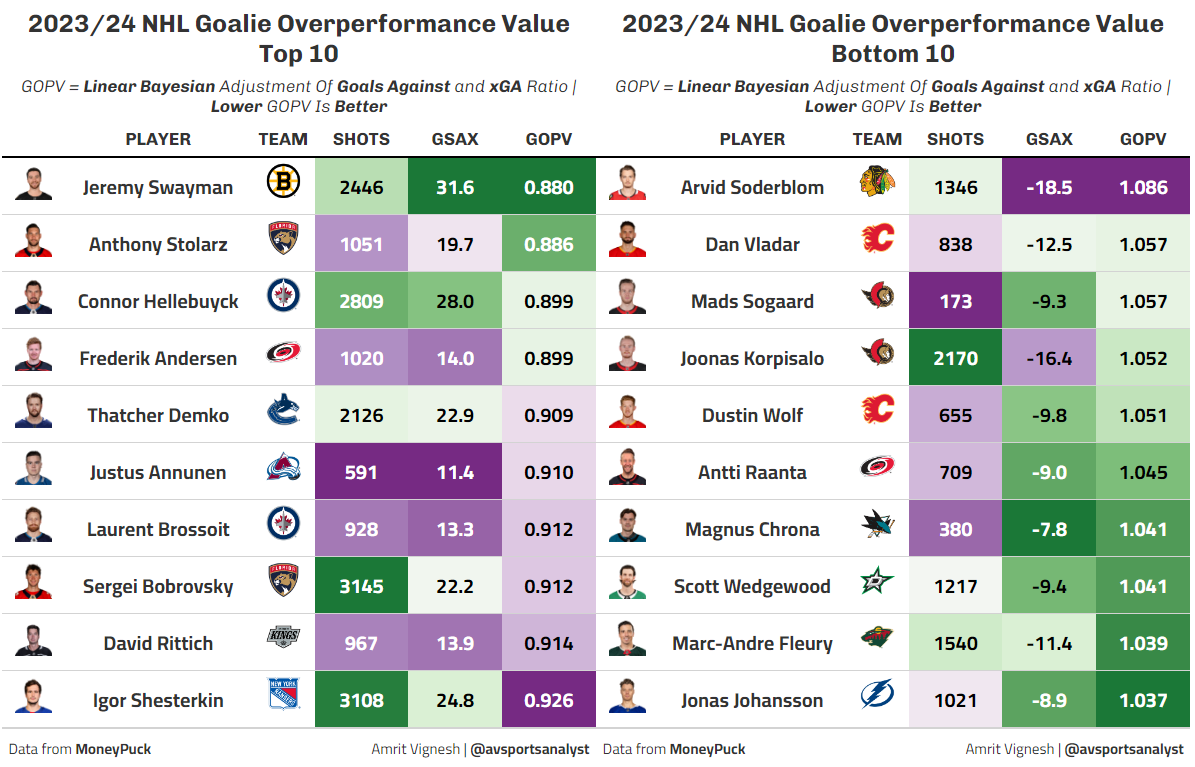 2023/24 NHL Goalie Overperformance Value
Top 10
GOPV = Linear Bayesian Adjustment Of Goals Against and xGA Ratio |
Lower GOPV Is Better
PLAYER TEAM SHOTS GSAX GOPV
Jeremy Swayman B 2446 31.6 0.880
Anthony Stolarz FLORIDA 1051 19.7 0.886
Connor Hellebuyck 2809 28.0 0.899
Frederik Andersen 1020 14.0 0.899
Thatcher Demko 2126 22.9 0.909
Justus Annunen 591 11.4 0.910
Laurent Brossoit 928 13.3 0.912
Sergei Bobrovsky FLORIDA 3145 22.2 0.912
David Rittich KINGS 967 13.9 0.914
Igor Shesterkin NEW YORK RANGERS 3108 24.8 0.926
Data from MoneyPuck Amrit Vignesh | @avsportsanalyst
2023/24 NHL Goalie Overperformance Value
Bottom 10
GOPV = Linear Bayesian Adjustment Of Goals Against and xGA Ratio |
Lower GOPV Is Better
PLAYER TEAM SHOTS GSAX GOPV
Arvid Soderblom 1346 -18.5 1.086
Dan Vladar C 838 -12.5 1.057
Mads Sogaard 173 -9.3 1.057
Joonas Korpisalo 2170 -16.4 1.052
Dustin Wolf C 655 -9.8 1.051
Antti Raanta 709 -9.0 1.045
Magnus Chrona 380 -7.8 1.041
Scott Wedgewood D 1217 -9.4 1.041
Marc-Andre Fleury 1540 -11.4 1.039
Jonas Johansson 1021 -8.9 1.037
Data from MoneyPuck Amrit Vignesh | @avsportsanalyst